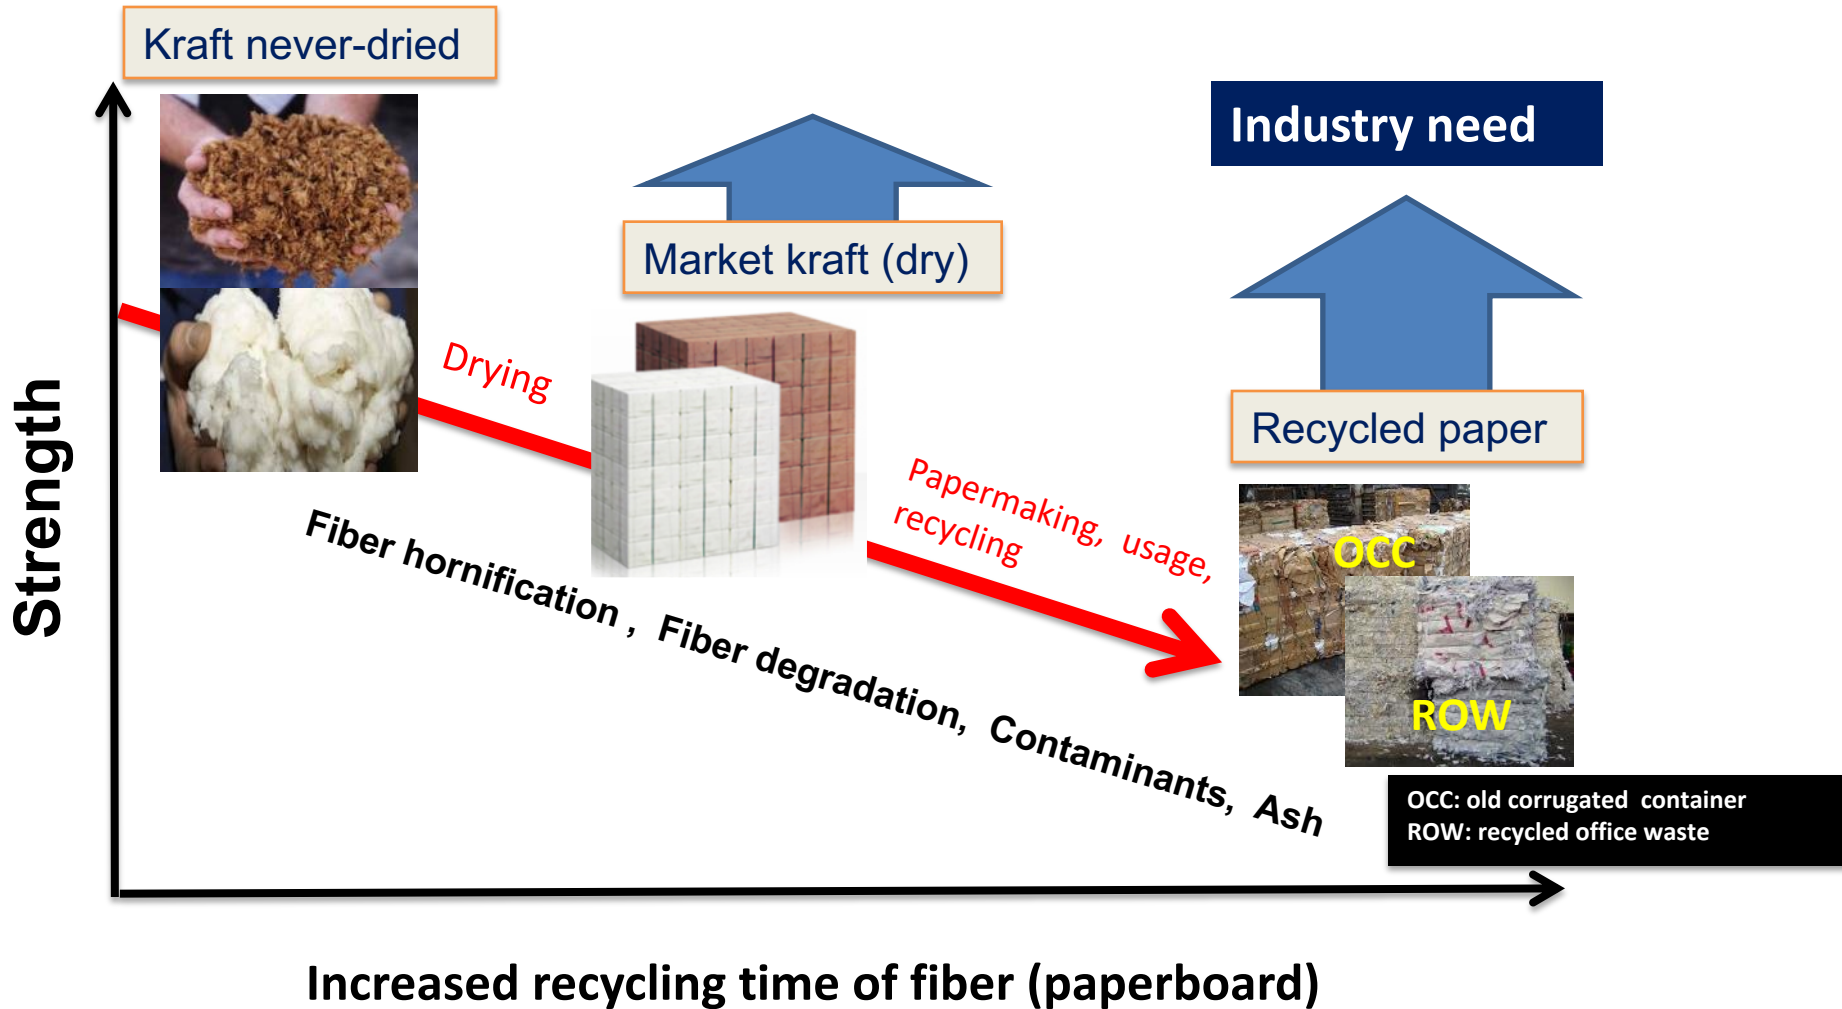 Kraft never-dried
Industry need
Market kraft (dry)
Drying
Recycled paper
Papermaking, usage,
recycling
Strength
Fiber hornification , Fiber degradation, Contaminants, Ash
OCC
ROW
OCC: old corrugated container
ROW: recycled office waste
Increased recycling time of fiber (paperboard)